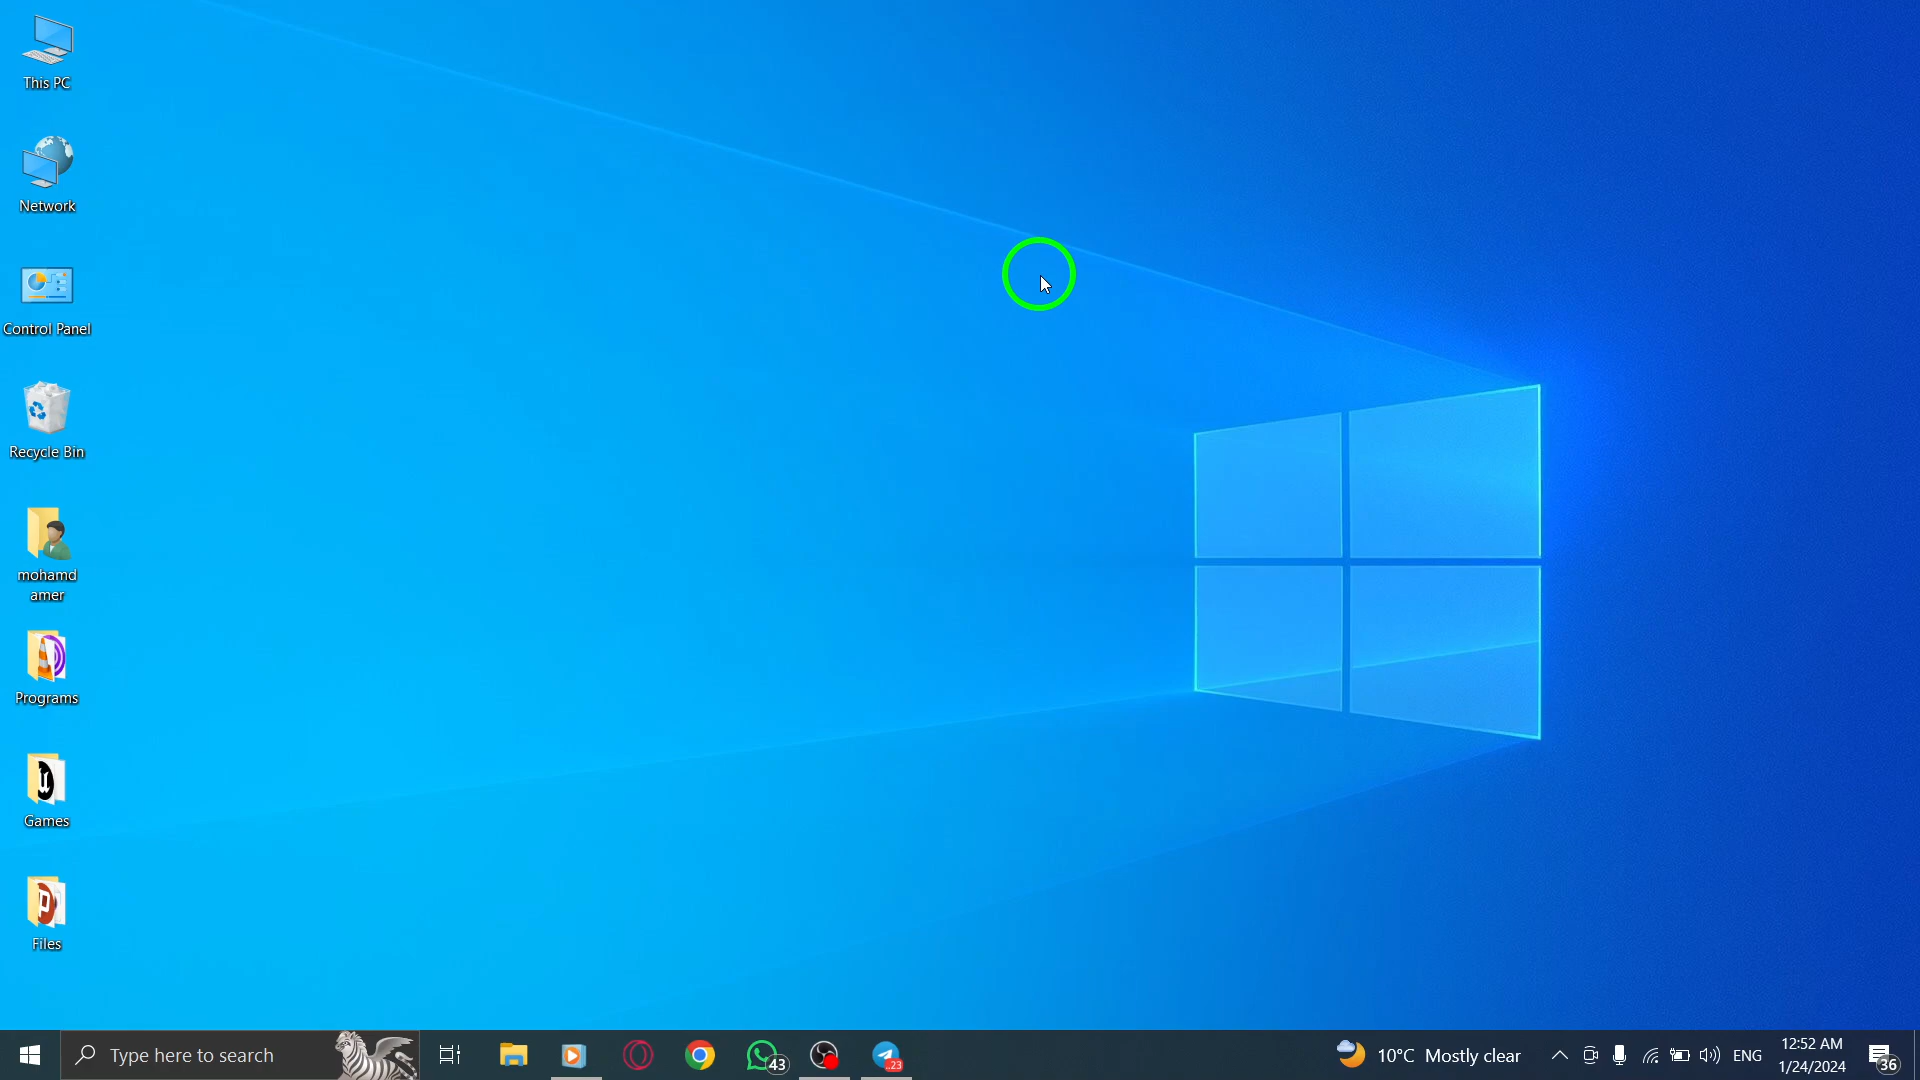 This PC
Network
Control Panel
Recycle Bin
mohamd
amer
Programs
Games
Files
Type here to search
43
..23
10°C Mostly clear
ENG
12:52 AM
1/24/2024
36